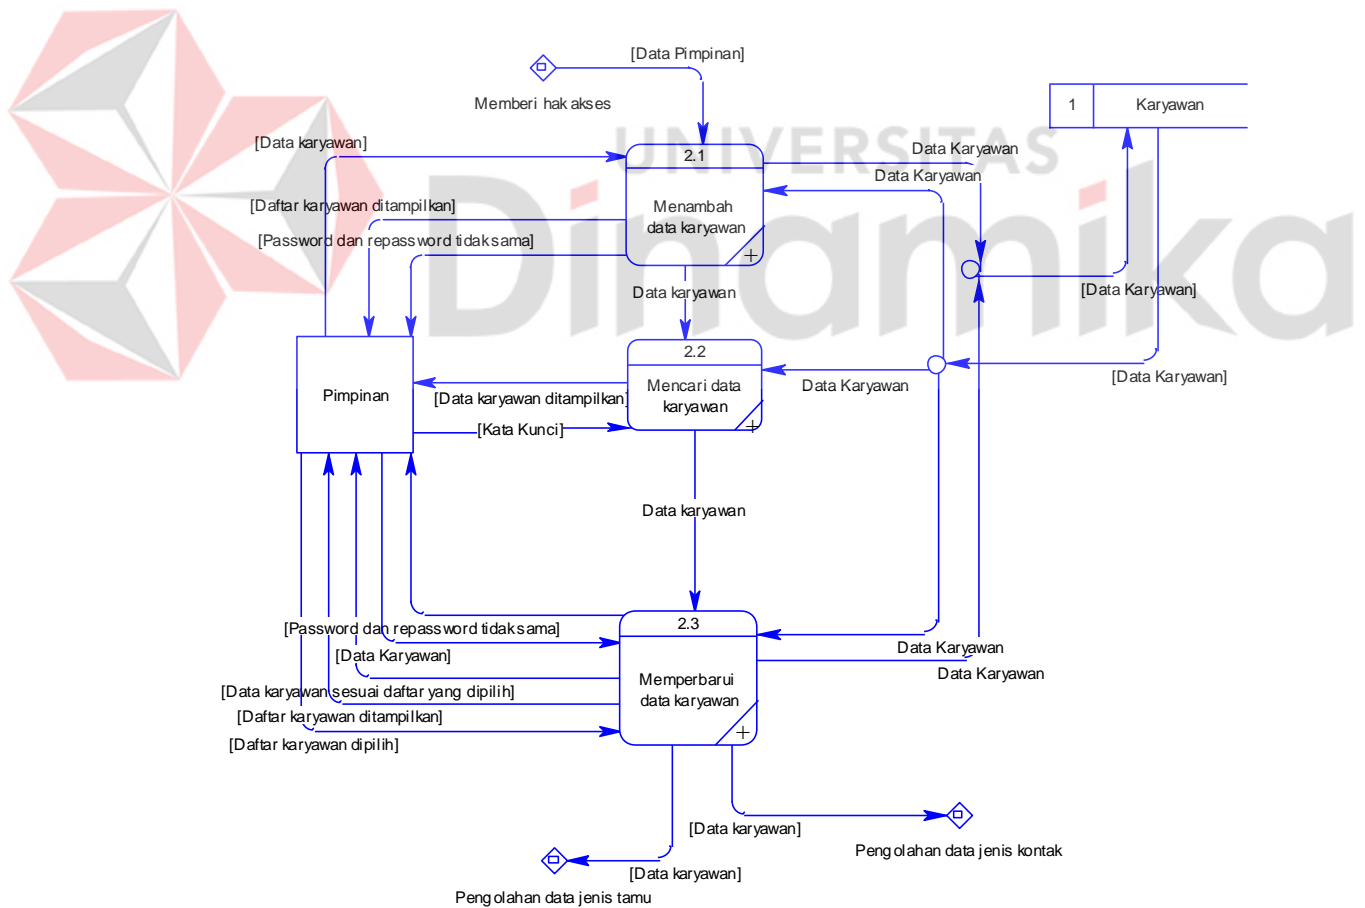 [Data Pimpinan]
Memberi hak akses
1
Karyawan
UNIVERSITAS
Dinamika
[Data karyawan]
2.1
Data Karyawan
Data Karyawan
Menambah
data karyawan
[Daftar karyawan ditampilkan]
[Password dan repassword tidak sama]
Data karyawan
[Data Karyawan]
2.2
Mencari data
karyawan
Data Karyawan
[Data Karyawan]
Pimpinan
[Data karyawan ditampilkan]
[Kata Kunci]
Data karyawan
2.3
[Password dan repassword tidak sama]
Data Karyawan
[Data Karyawan]
Data Karyawan
Memperbarui
data karyawan
[Data karyawan sesuai daftar yang dipilih]
[Daftar karyawan ditampilkan]
[Daftar karyawan dipilih]
[Data karyawan]
Pengolahan data jenis kontak
[Data karyawan]
Pengolahan data jenis tamu